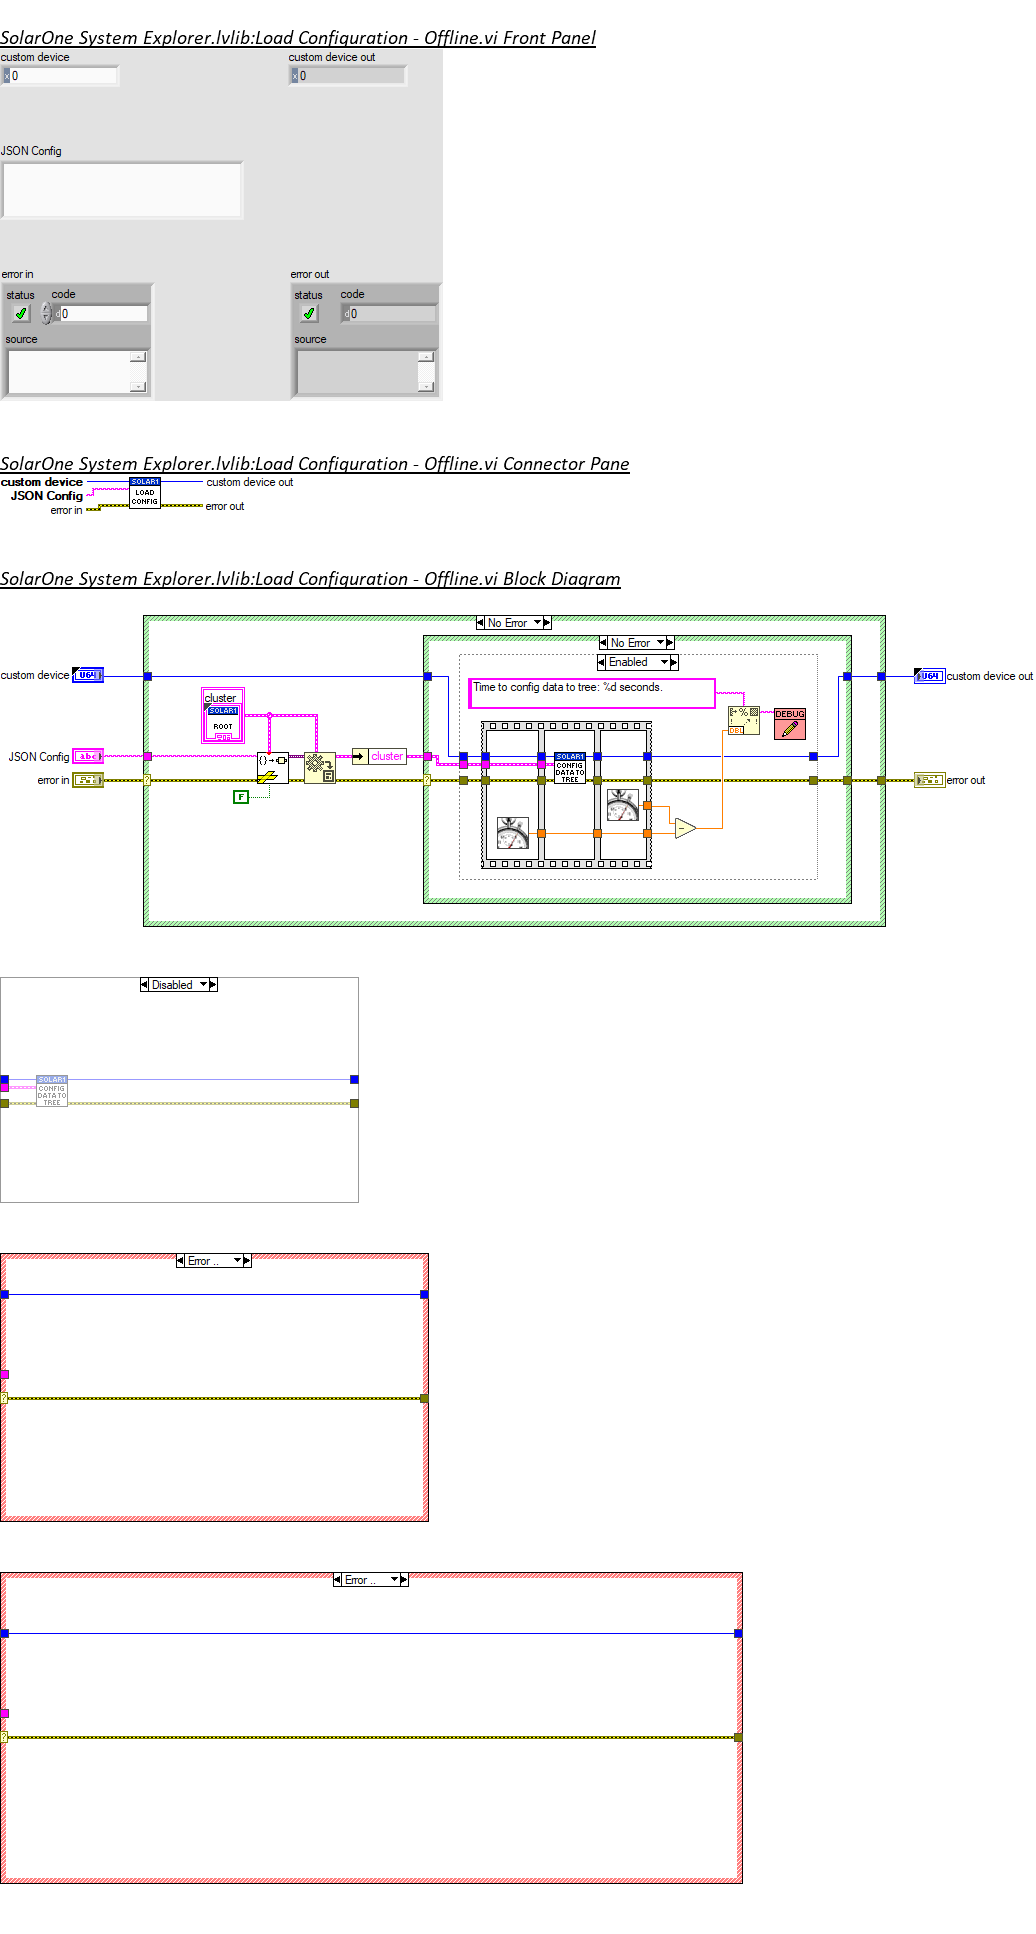 SolarOne System Explorer.lvlib:Load Configuration - Offline.vi Front Panel
custom device
custom device out
x 0
x 0
JSON Config
error in
error out
status
code
status
code
d 0
d 0
source
source
SolarOne System Explorer.lvlib:Load Configuration - Offline.vi Connector Pane
custom device
SOLAR1
custom device out
JSON Config
LOAD
CONFIG
error in
error out
SolarOne System Explorer.lvlib:Load Configuration - Offline.vi Block Diagram
No Error
No Error
Enabled
custom device
U64
U64
custom device out
Time to config data to tree: %d seconds.
cluster
SOLAR1
ROOT
%
DBL
DEBUG
JSON Config
abc
cluster
SOLAR1
CONFIG
DATA TO
TREE
error in
?
?
error out
F
Disabled
SOLAR1
CONFIG
DATA TO
TREE
Error ..
?
Error ..
?